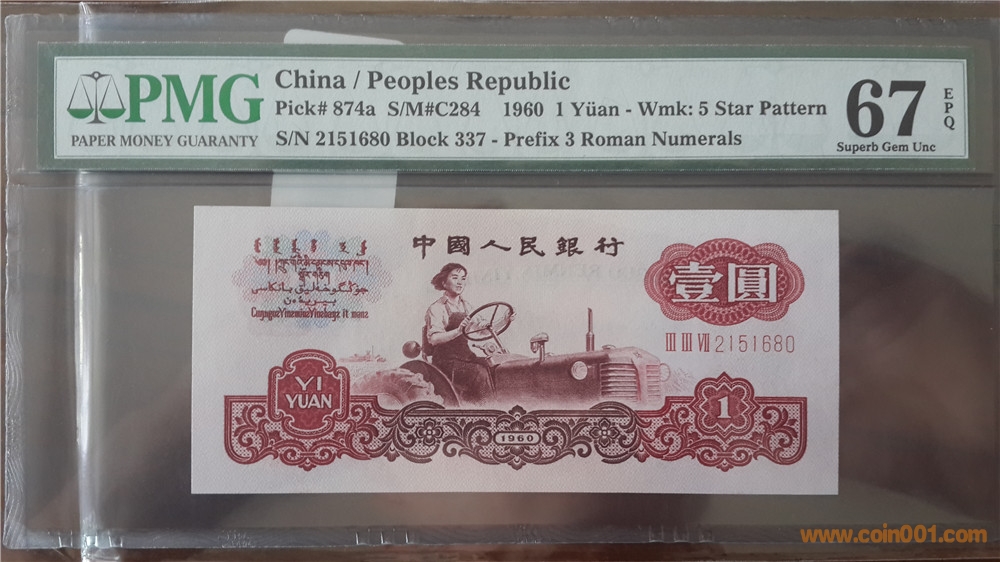 PMG
PAPER MONEY GUARANTY
China / Peoples Republic
Pick# 874a S/M#C284 1960 1 Yüan - Wmk: 5 Star Pattern
S/N 2151680 Block 337 - Prefix 3 Roman Numerals
67
EPQ
Superb Gem Unc
中國人民銀行
壹圓
III III VII 2151680
YI
YUAN
1
1960
www.coin001.com